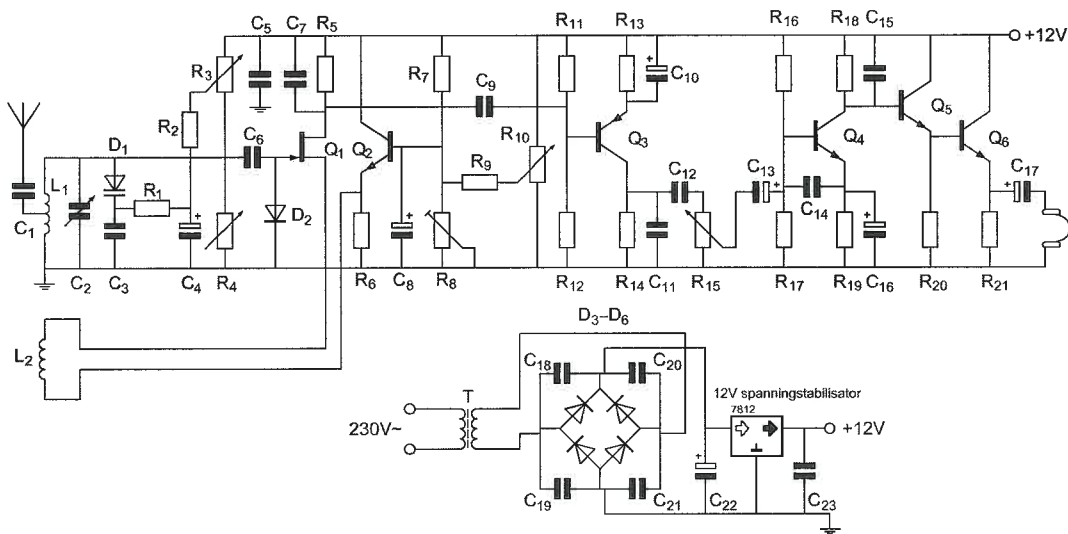 C5 C7 R5 R11 R13 R16 R18 C15
+12V
R3 R7 + C10
C9
R2 C6 R10 Q5
D1 Q1 Q2 Q3 Q4 Q6
L1 R1 R9 C12 C13 C17
+ D2 + + C14 + +
C1
C2 C3 C4 R4 R6 C8 R8 R12 R14 C11 R15 R17 R19 C16 R20 R21
D3–D6
L2
C18 C20
T 12V spanningstabilisator
7812
230V~ +12V
+
C19 C21 C22 C23